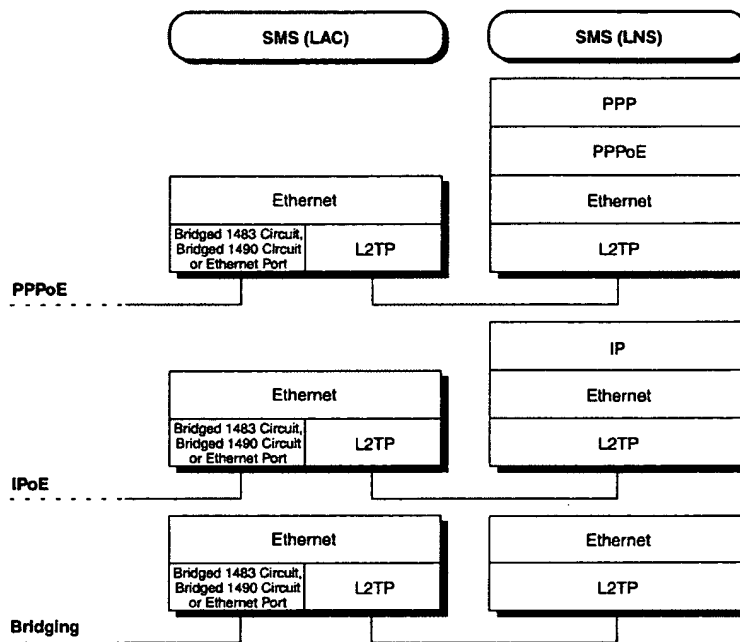 SMS (LAC)
SMS (LNS)
PPP
PPPoE
Ethernet
Ethernet
Bridged 1483 Circuit,
Bridged 1490 Circuit
or Ethernet Port
L2TP
L2TP
PPPoE
IP
Ethernet
Ethernet
Bridged 1483 Circuit,
Bridged 1490 Circuit
or Ethernet Port
L2TP
L2TP
IPoE
Ethernet
Ethernet
Bridged 1483 Circuit,
Bridged 1490 Circuit
or Ethernet Port
L2TP
L2TP
Bridging